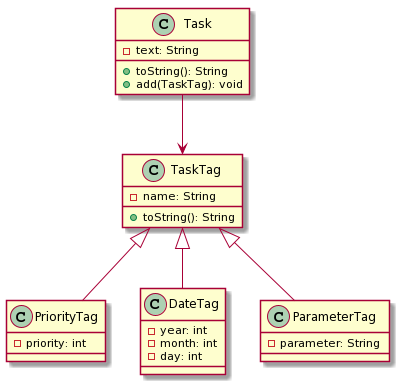 C Task
text: String
toString(): String
add(TaskTag): void
C TaskTag
name: String
toString(): String
C PriorityTag
priority: int
C DateTag
year: int
month: int
day: int
C ParameterTag
parameter: String